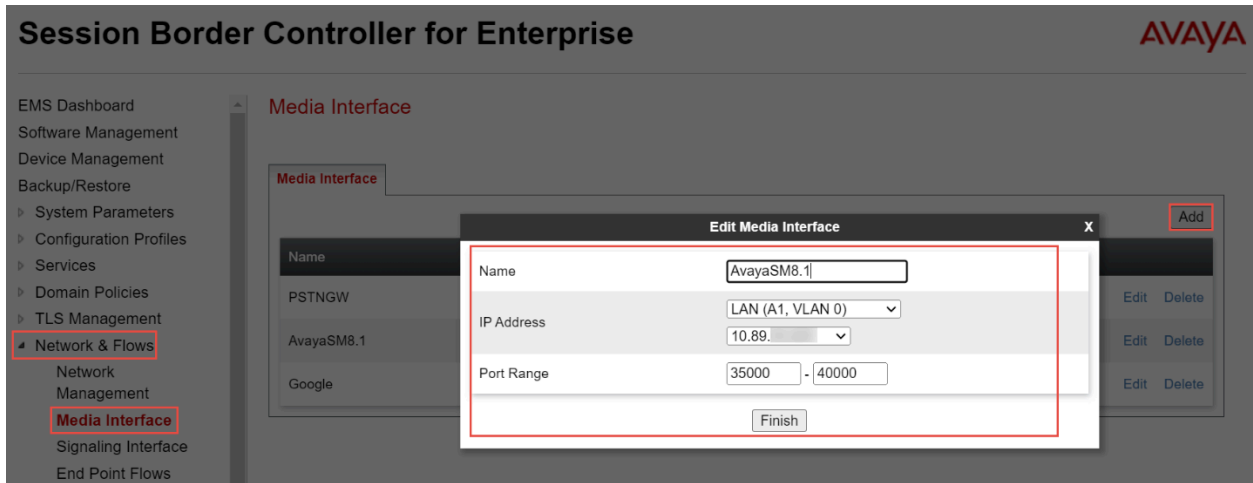 Session Border Controller for Enterprise
AVAYA
EMS Dashboard
Software Management
Device Management
Backup/Restore
System Parameters
Configuration Profiles
Services
Domain Policies
TLS Management
Network & Flows
Network
Management
Media Interface
Signaling Interface
End Point Flows
Media Interface
Media Interface
Add
Name
PSTNGW
Edit Delete
AvayaSM8.1
Edit Delete
Google
Edit Delete
Edit Media Interface
X
Name
AvayaSM8.1
IP Address
LAN (A1, VLAN 0)
10.89.
Port Range
35000 - 40000
Finish